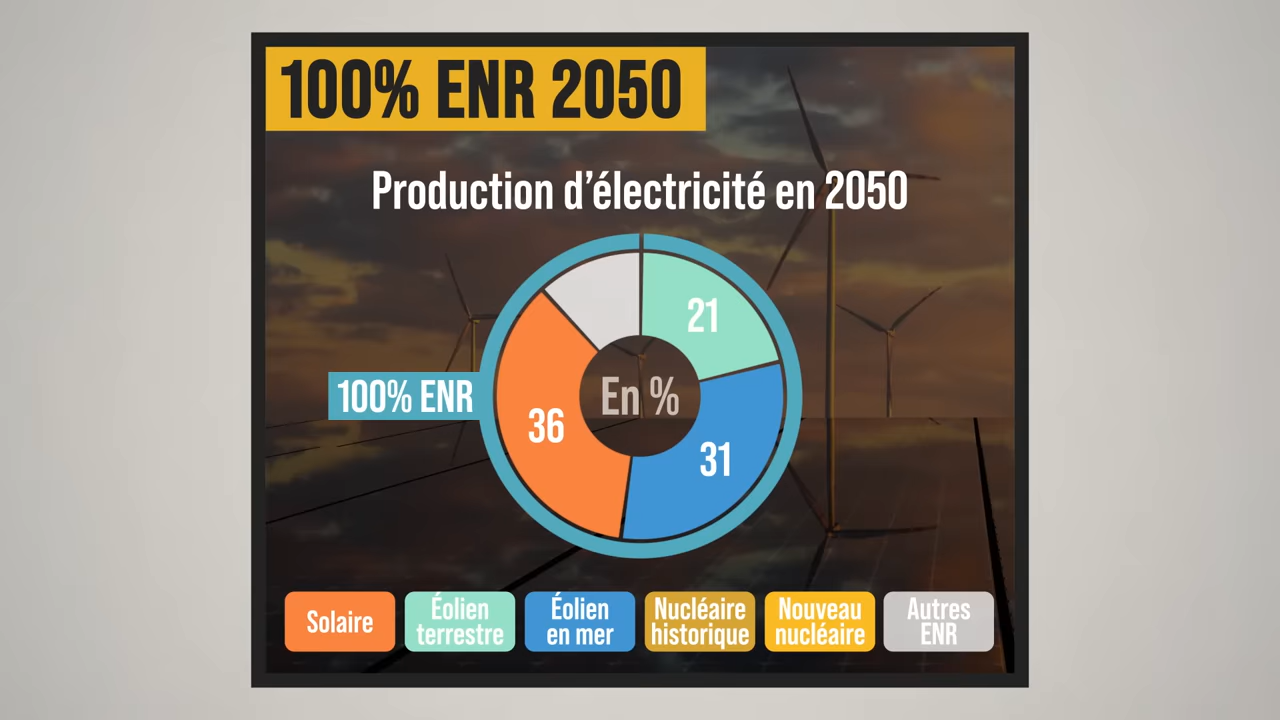 100% ENR 2050
Production d’électricité en 2050
21
31
36
En %
100% ENR
Solaire
Éolien
terrestre
Éolien
en mer
Nucléaire
historique
Nouveau
nucléaire
Autres
ENR